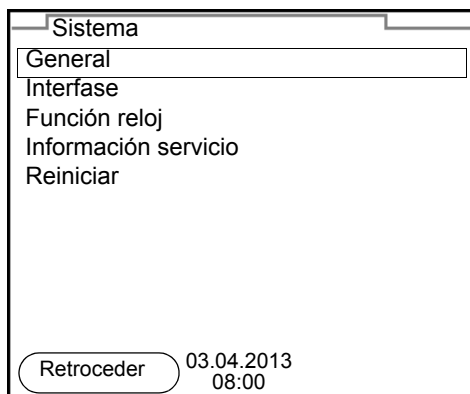 Sistema
General
Interfase
Función reloj
Información servicio
Reiniciar
Retroceder
03.04.2013
08:00